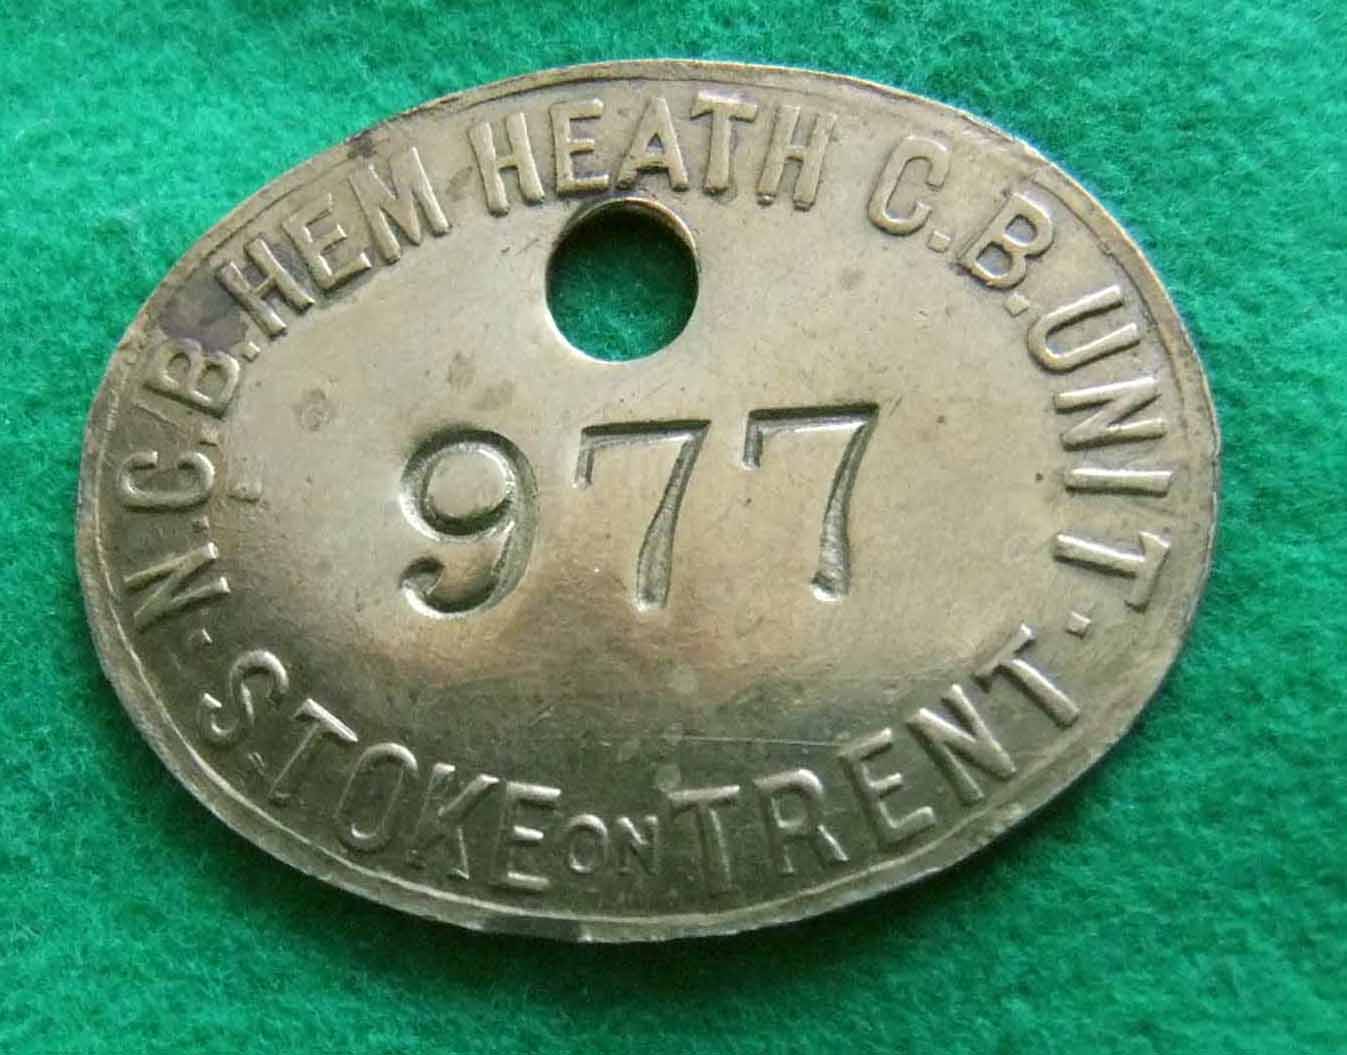 N.C.B. HEM HEATH C.B. UNIT
977
· STOKE ON TRENT ·